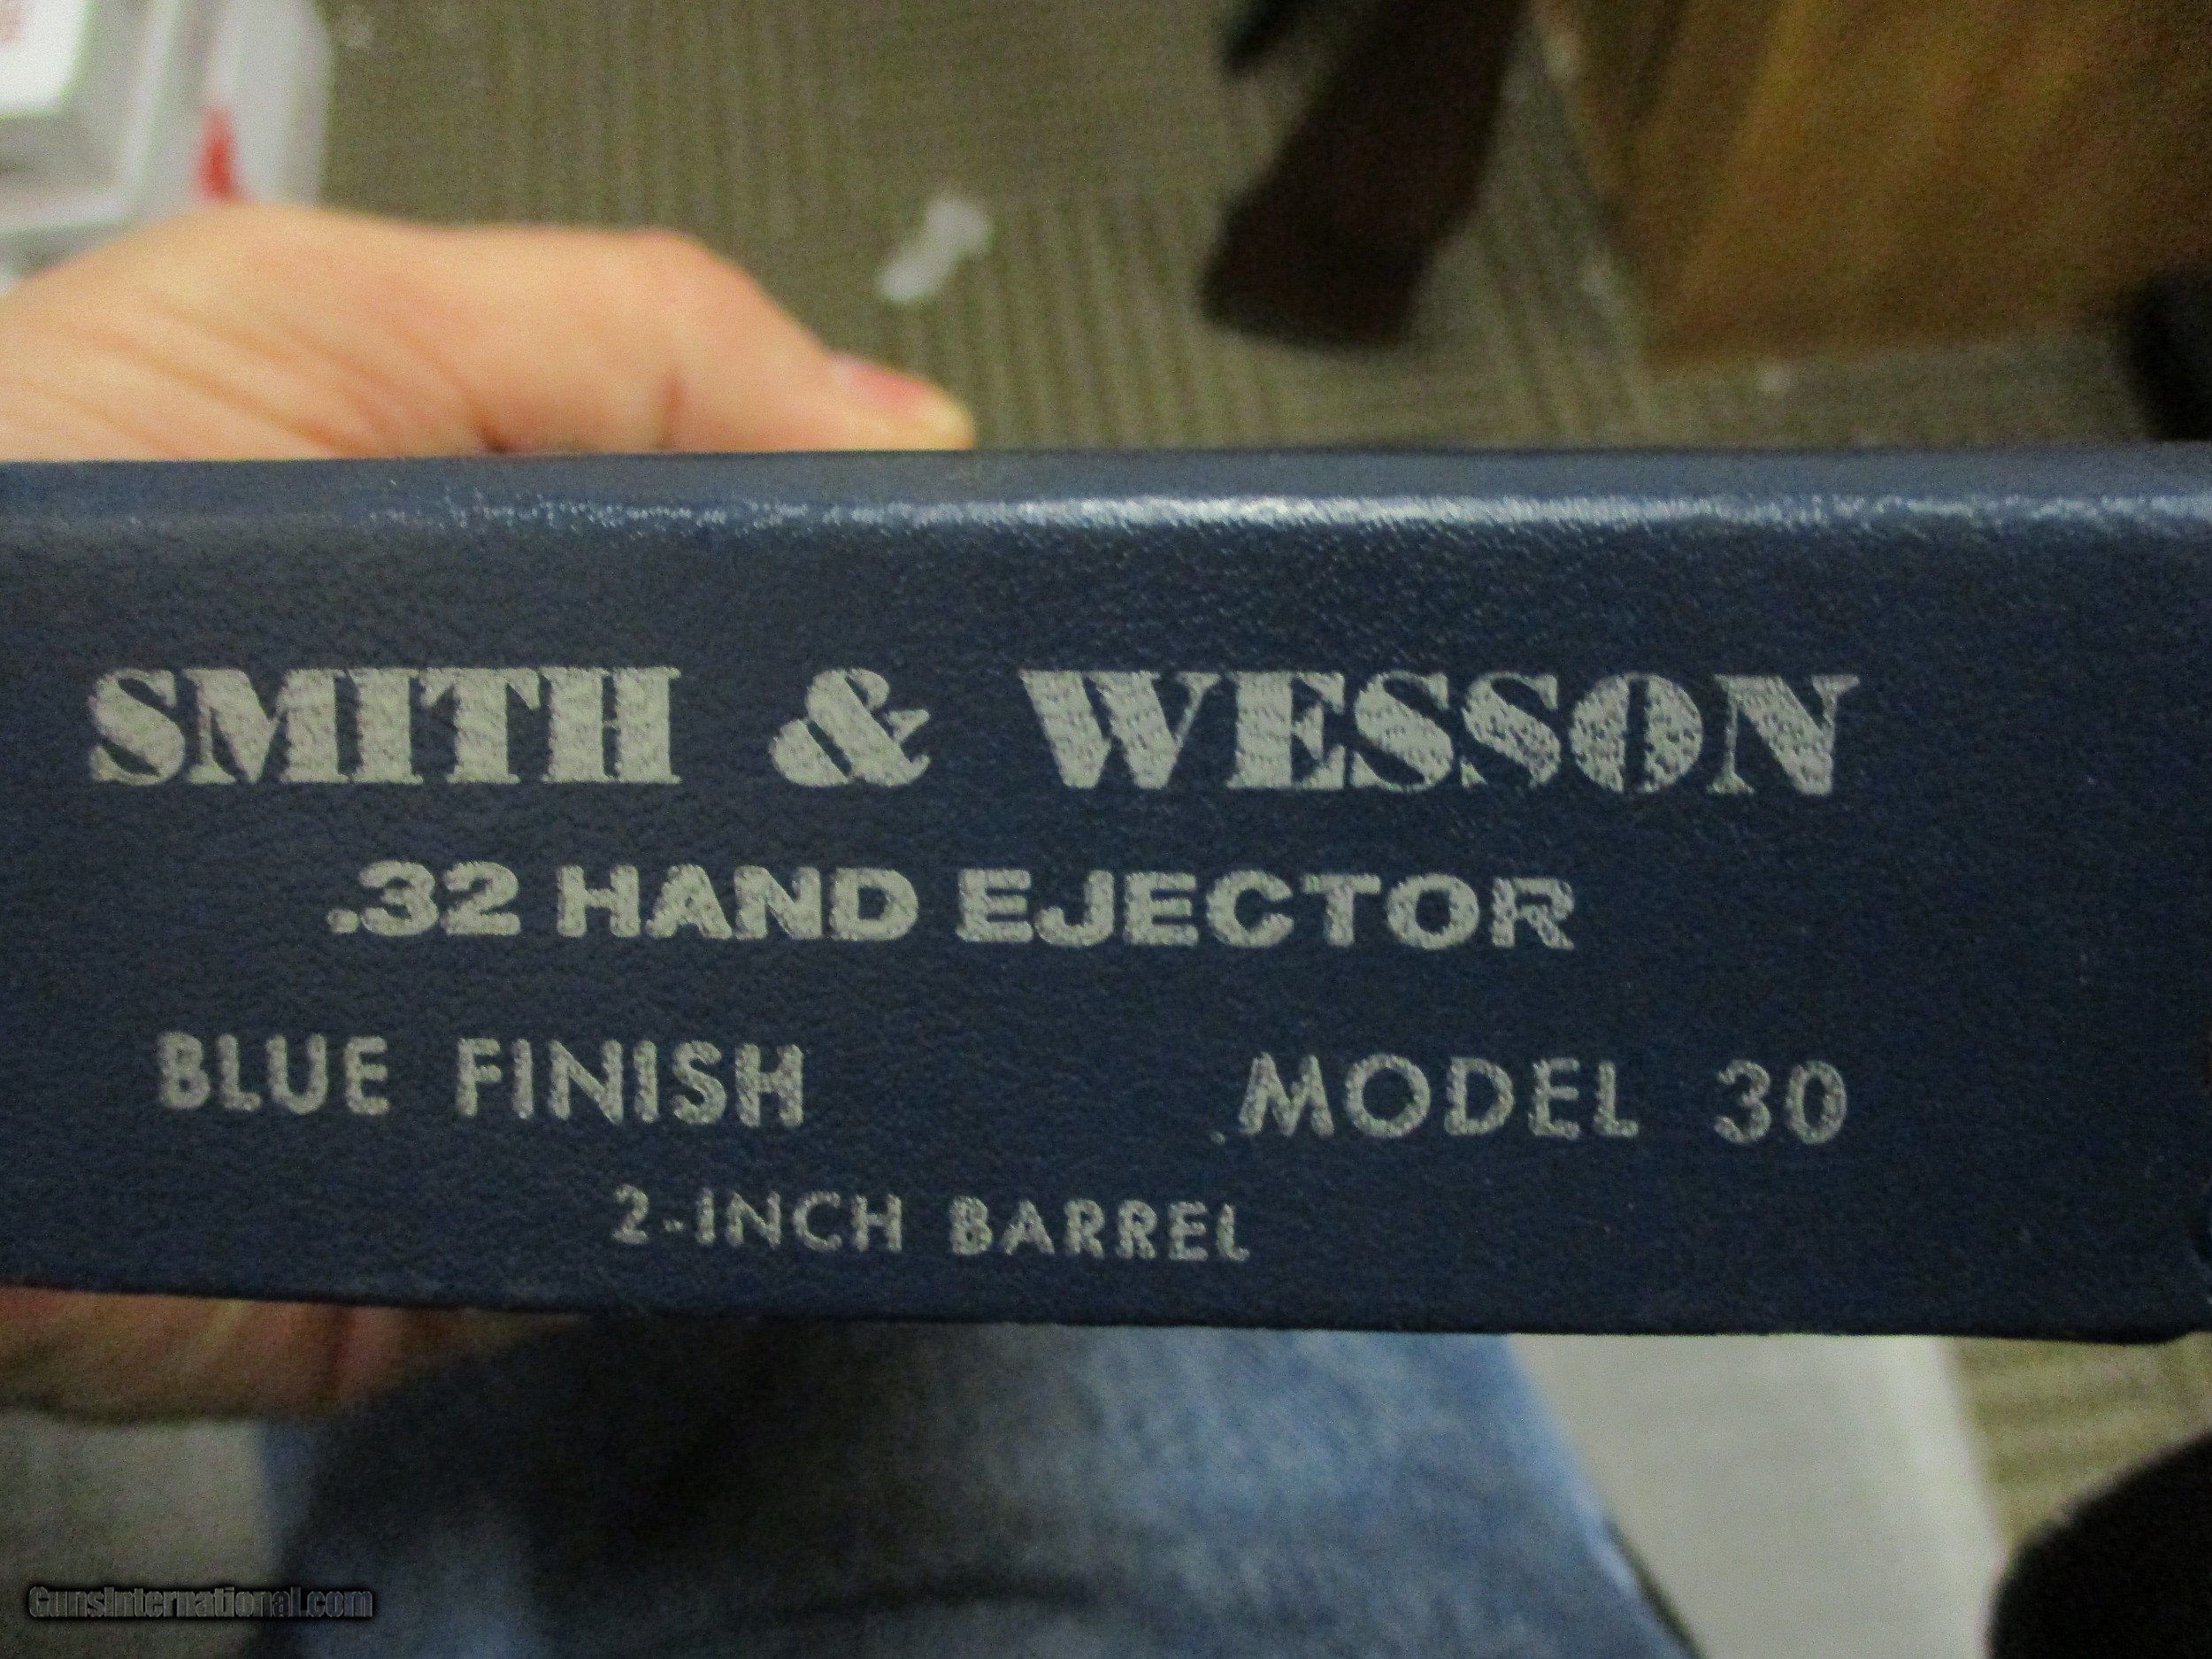 SMITH & WESSON
.32 HAND EJECTOR
BLUE FINISH MODEL 30
2-INCH BARREL
GunsInternational.com